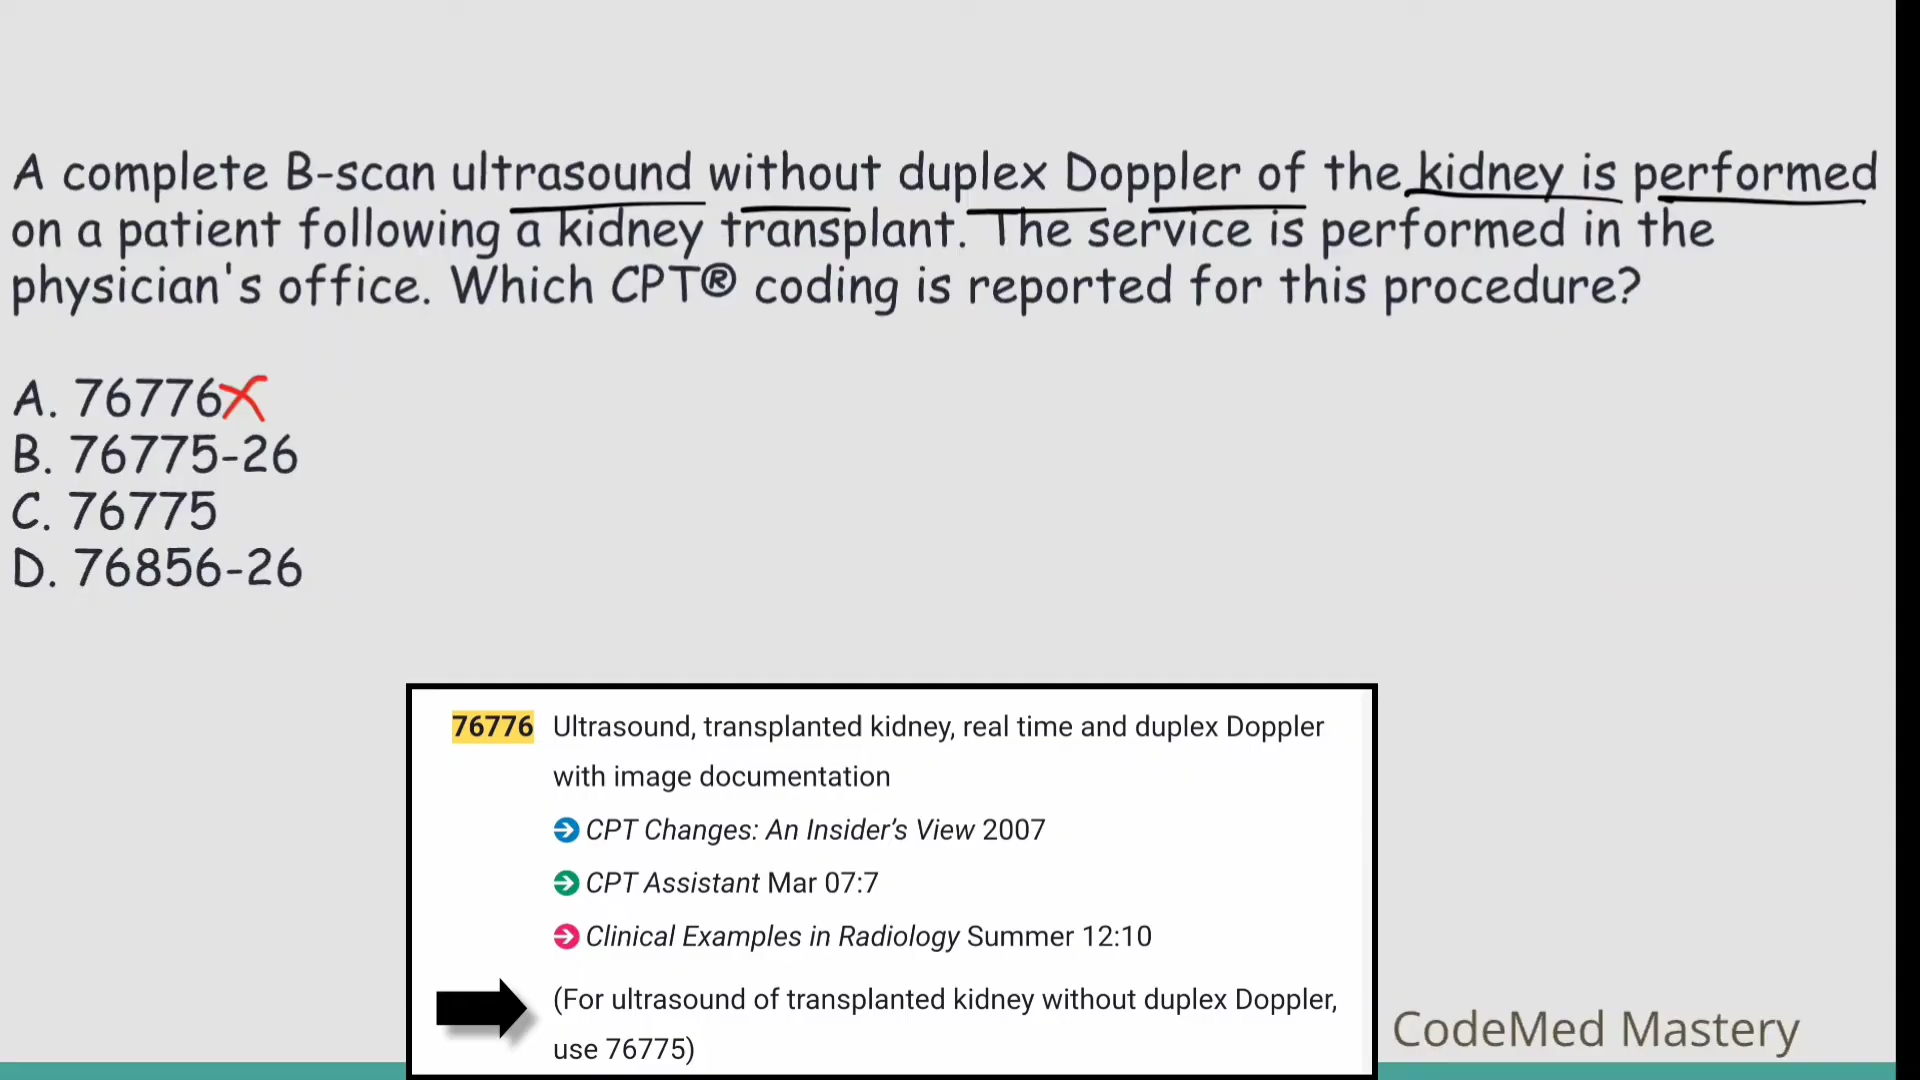 A complete B-scan ultrasound without duplex Doppler of the kidney is performed
on a patient following a kidney transplant. The service is performed in the
physician's office. Which CPT® coding is reported for this procedure?
A. 76776
B. 76775-26
C. 76775
D. 76856-26
76776 Ultrasound, transplanted kidney, real time and duplex Doppler
with image documentation
CPT Changes: An Insider’s View 2007
CPT Assistant Mar 07:7
Clinical Examples in Radiology Summer 12:10
(For ultrasound of transplanted kidney without duplex Doppler,
use 76775)
CodeMed Mastery